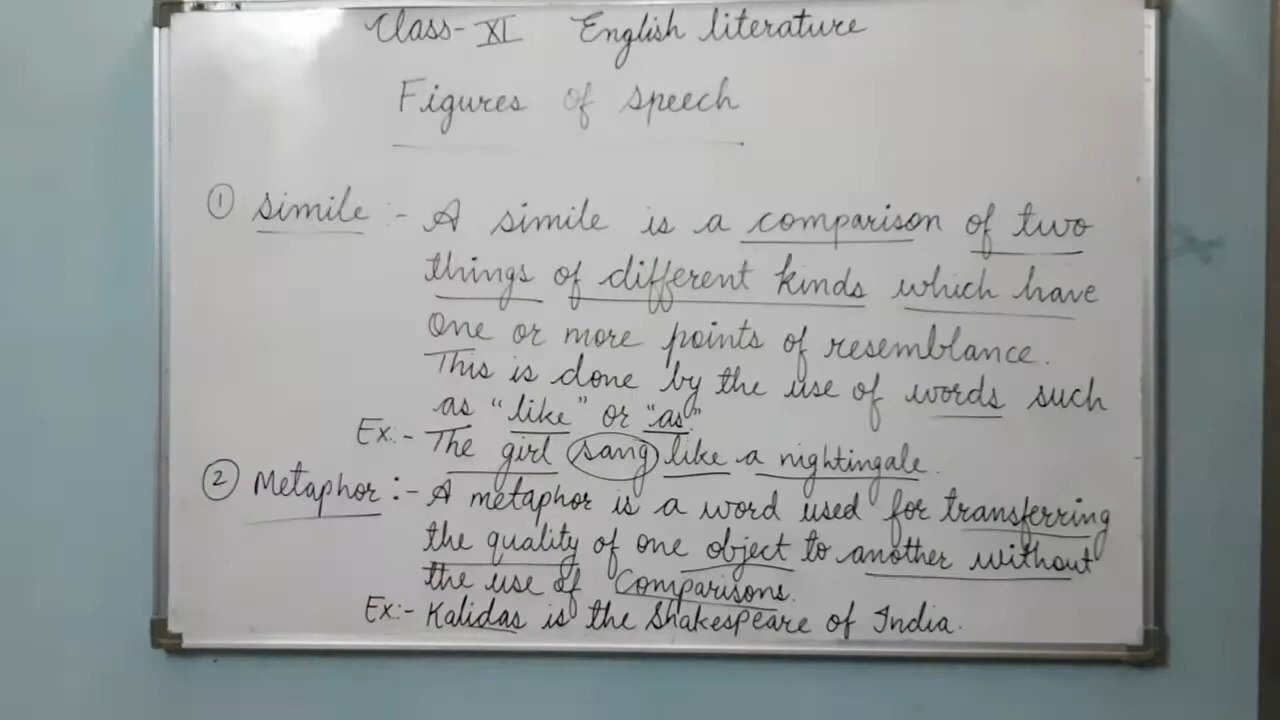 Class-XI English literature
Figures of speech
① simile :- A simile is a comparison of two
things of different kinds which have
one or more points of resemblance.
This is done by the use of words such
as "like" or "as"
Ex:- The girl sang like a nightingale.
② Metaphor :- A metaphor is a word used for transferring
the quality of one object to another without
the use of Comparisons.
Ex:- Kalidas is the Shakespeare of India.